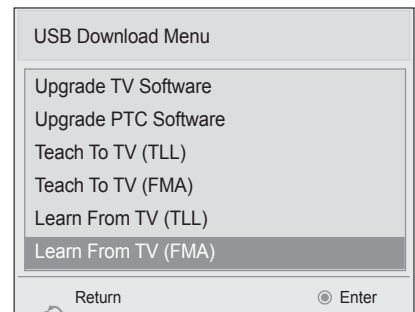 USB Download Menu
Upgrade TV Software
Upgrade PTC Software
Teach To TV (TLL)
Teach To TV (FMA)
Learn From TV (TLL)
Learn From TV (FMA)
Return
Enter